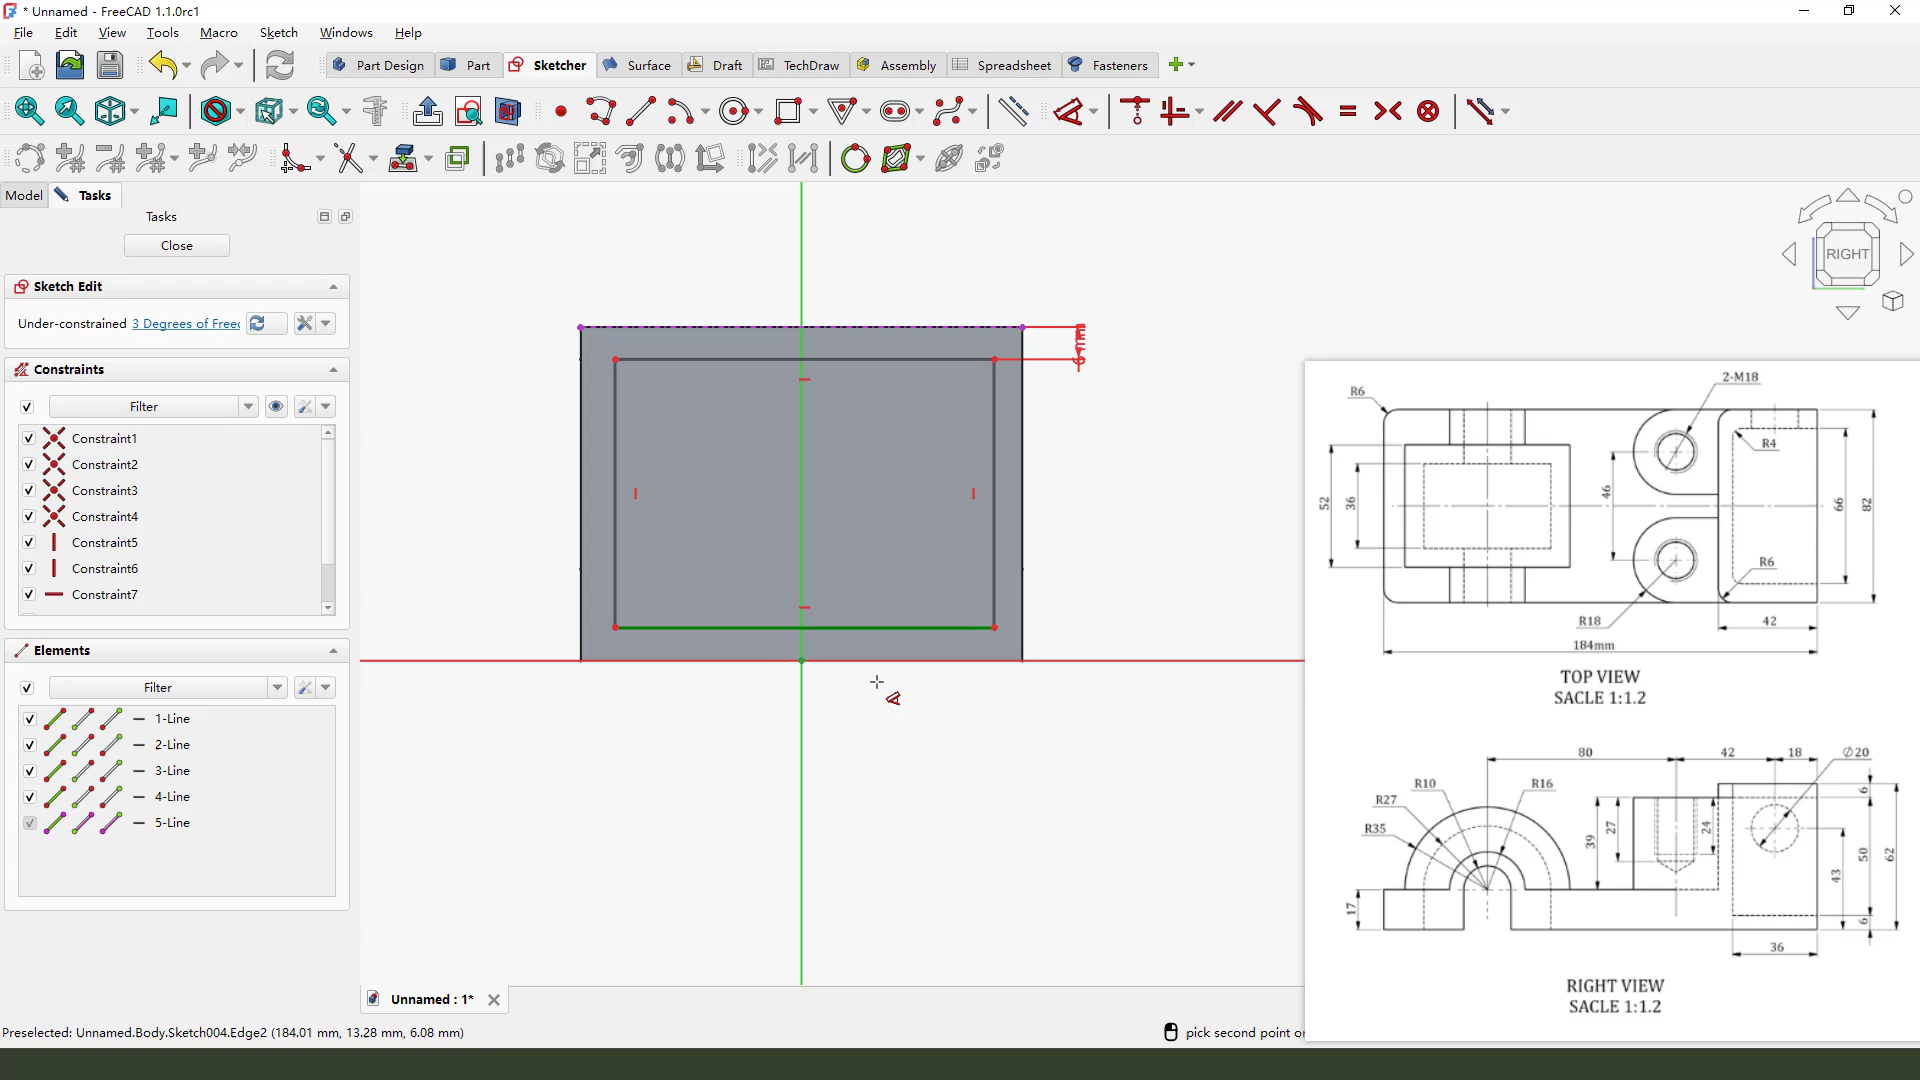 * Unnamed - FreeCAD 1.1.0rc1
File Edit View Tools Macro Sketch Windows Help
Part Design Part Sketcher Surface Draft TechDraw Assembly Spreadsheet Fasteners
Model Tasks
Tasks
Close
Sketch Edit
Under-constrained 3 Degrees of Freec
Constraints
Filter
Constraint1
Constraint2
Constraint3
Constraint4
Constraint5
Constraint6
Constraint7
Elements
Filter
1-Line
2-Line
3-Line
4-Line
5-Line
6 mm
RIGHT
2-M18
R6
R4
52
36
46
66
82
R6
R18
42
184mm
TOP VIEW
SACLE 1:1.2
80
42
18
∅20
R10
R16
R27
R35
6
39
27
24
50
62
43
17
6
36
RIGHT VIEW
SACLE 1:1.2
Unnamed : 1*
Preselected: Unnamed.Body.Sketch004.Edge2 (184.01 mm, 13.28 mm, 6.08 mm)
pick second point or